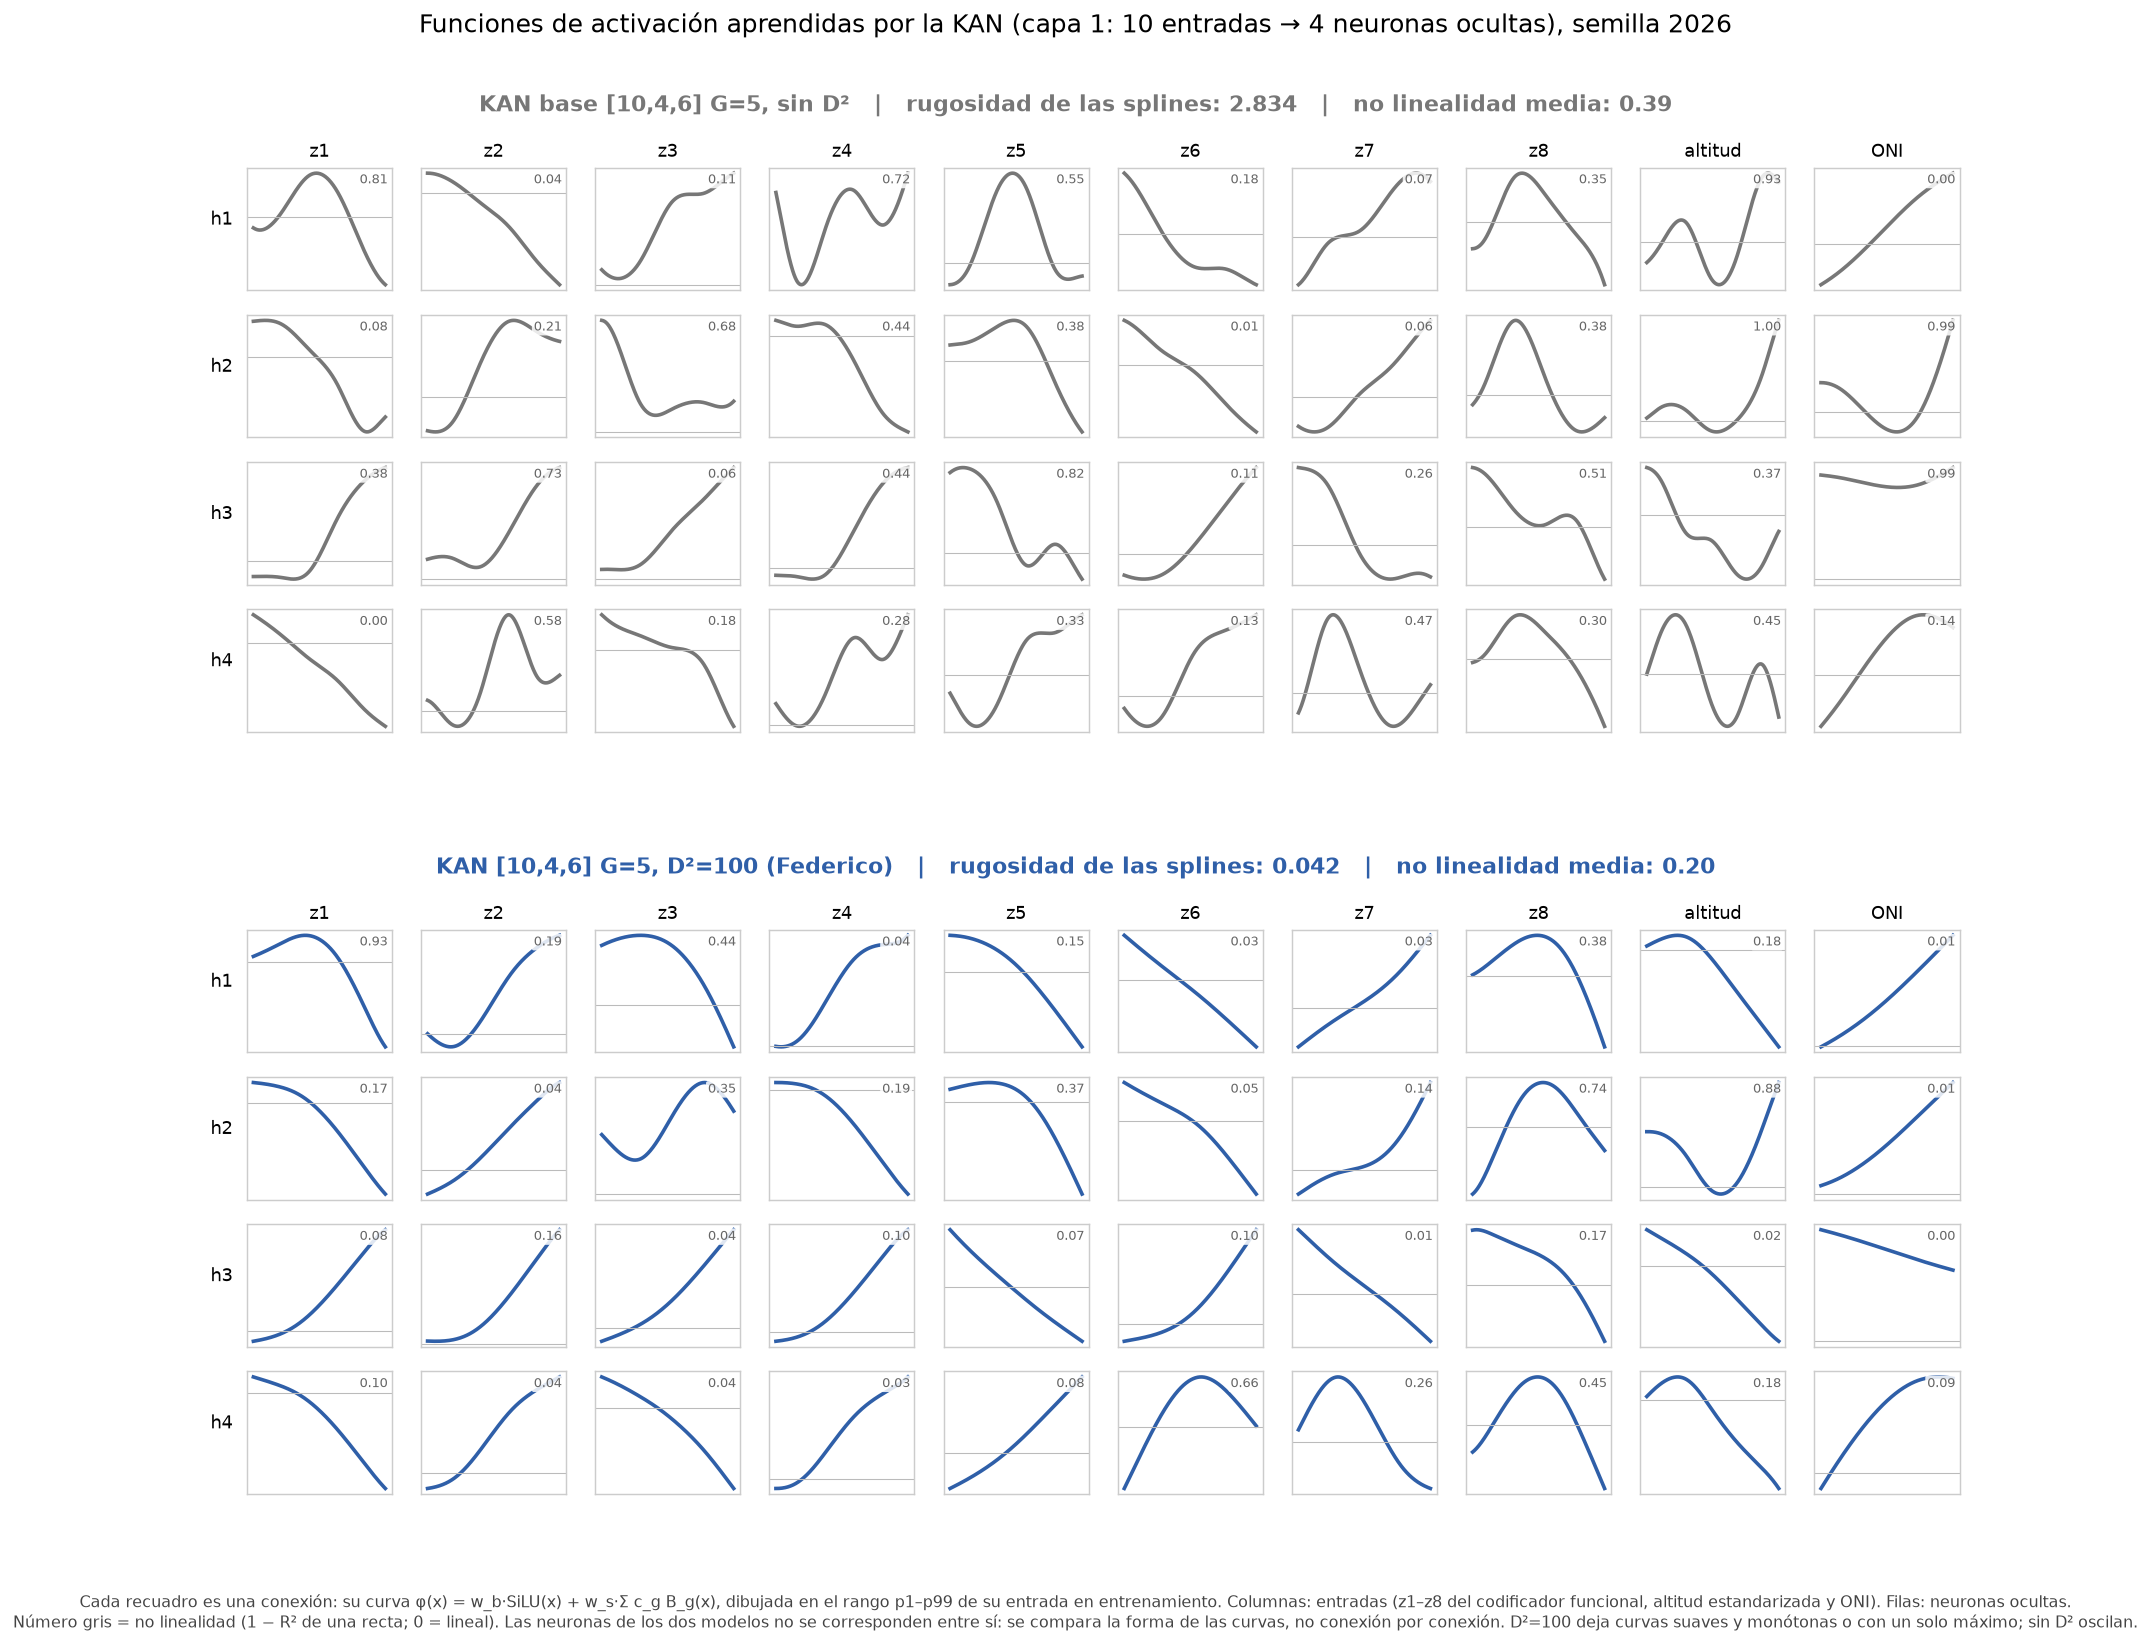 Funciones de activación aprendidas por la KAN (capa 1: 10 entradas → 4 neuronas ocultas), semilla 2026
KAN base [10,4,6] G=5, sin D² | rugosidad de las splines: 2.834 | no linealidad media: 0.39
z1 z2 z3 z4 z5 z6 z7 z8 altitud ONI
h1 0.81 0.04 0.11 0.72 0.55 0.18 0.07 0.35 0.93 0.00
h2 0.08 0.21 0.68 0.44 0.38 0.01 0.06 0.38 1.00 0.99
h3 0.38 0.73 0.06 0.44 0.82 0.11 0.26 0.51 0.37 0.99
h4 0.00 0.58 0.18 0.28 0.33 0.13 0.47 0.30 0.45 0.14
KAN [10,4,6] G=5, D²=100 (Federico) | rugosidad de las splines: 0.042 | no linealidad media: 0.20
z1 z2 z3 z4 z5 z6 z7 z8 altitud ONI
h1 0.93 0.19 0.44 0.04 0.15 0.03 0.03 0.38 0.18 0.01
h2 0.17 0.04 0.35 0.19 0.37 0.05 0.14 0.74 0.88 0.01
h3 0.08 0.16 0.04 0.10 0.07 0.10 0.01 0.17 0.02 0.00
h4 0.10 0.04 0.04 0.03 0.08 0.66 0.26 0.45 0.18 0.09
Cada recuadro es una conexión: su curva φ(x) = w_b·SiLU(x) + w_s·Σ c_g B_g(x), dibujada en el rango p1–p99 de su entrada en entrenamiento. Columnas: entradas (z1–z8 del codificador funcional, altitud estandarizada y ONI). Filas: neuronas ocultas.
Número gris = no linealidad (1 − R² de una recta; 0 = lineal). Las neuronas de los dos modelos no se corresponden entre sí: se compara la forma de las curvas, no conexión por conexión. D²=100 deja curvas suaves y monótonas o con un solo máximo; sin D² oscilan.